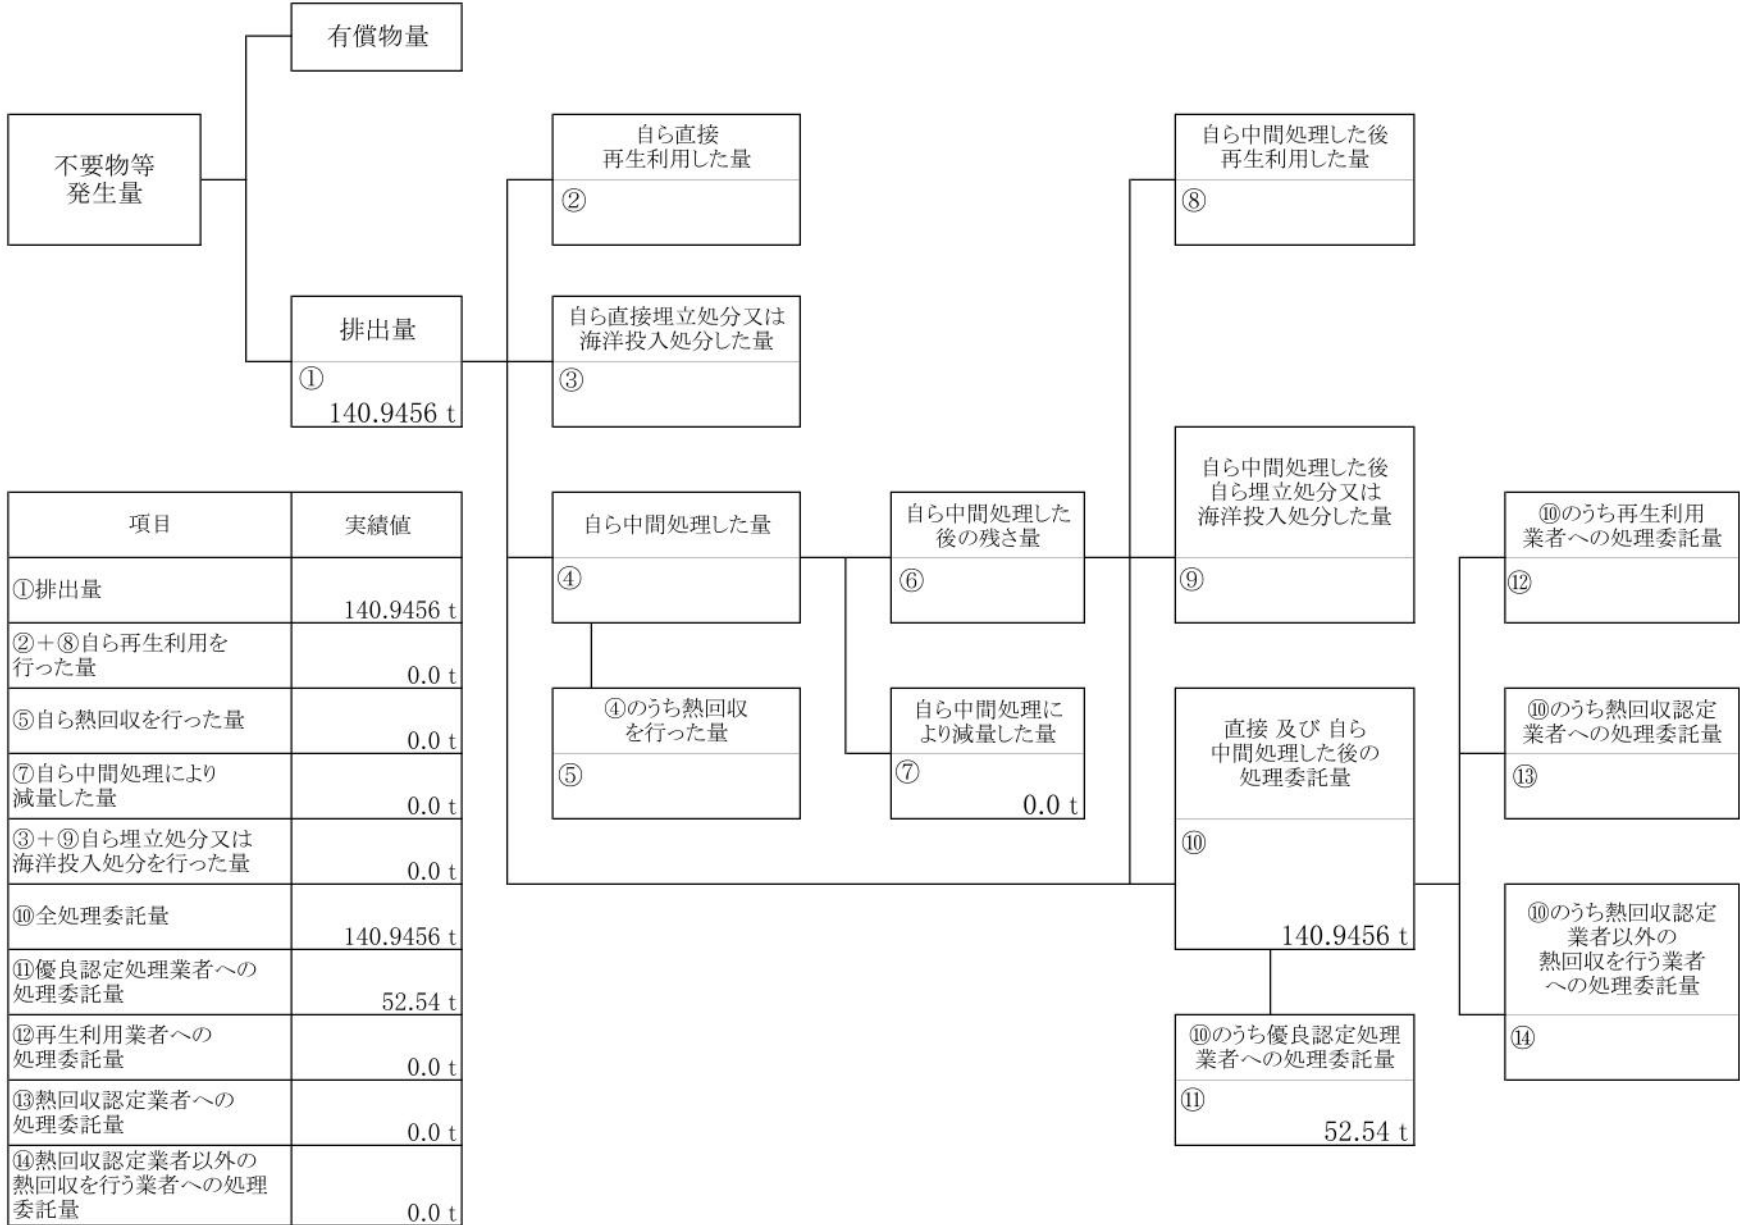 有償物量
不要物等
発生量
排出量
①
140.9456 t
自ら直接
再生利用した量
②
自ら直接埋立処分又は
海洋投入処分した量
③
自ら中間処理した量
④
④のうち熱回収
を行った量
⑤
自ら中間処理した
後の残さ量
⑥
自ら中間処理に
より減量した量
⑦
0.0 t
自ら中間処理した後
再生利用した量
⑧
自ら中間処理した後
自ら埋立処分又は
海洋投入処分した量
⑨
直接 及び 自ら
中間処理した後の
処理委託量
⑩
140.9456 t
⑩のうち優良認定処理
業者への処理委託量
⑪
52.54 t
⑩のうち再生利用
業者への処理委託量
⑫
⑩のうち熱回収認定
業者への処理委託量
⑬
⑩のうち熱回収認定
業者以外の
熱回収を行う業者
への処理委託量
⑭
項目
実績値
①排出量
140.9456 t
②+⑧自ら再生利用を
行った量
0.0 t
⑤自ら熱回収を行った量
0.0 t
⑦自ら中間処理により
減量した量
0.0 t
③+⑨自ら埋立処分又は
海洋投入処分を行った量
0.0 t
⑩全処理委託量
140.9456 t
⑪優良認定処理業者への
処理委託量
52.54 t
⑫再生利用業者への
処理委託量
0.0 t
⑬熱回収認定業者への
処理委託量
0.0 t
⑭熱回収認定業者以外の
熱回収を行う業者への処理
委託量
0.0 t